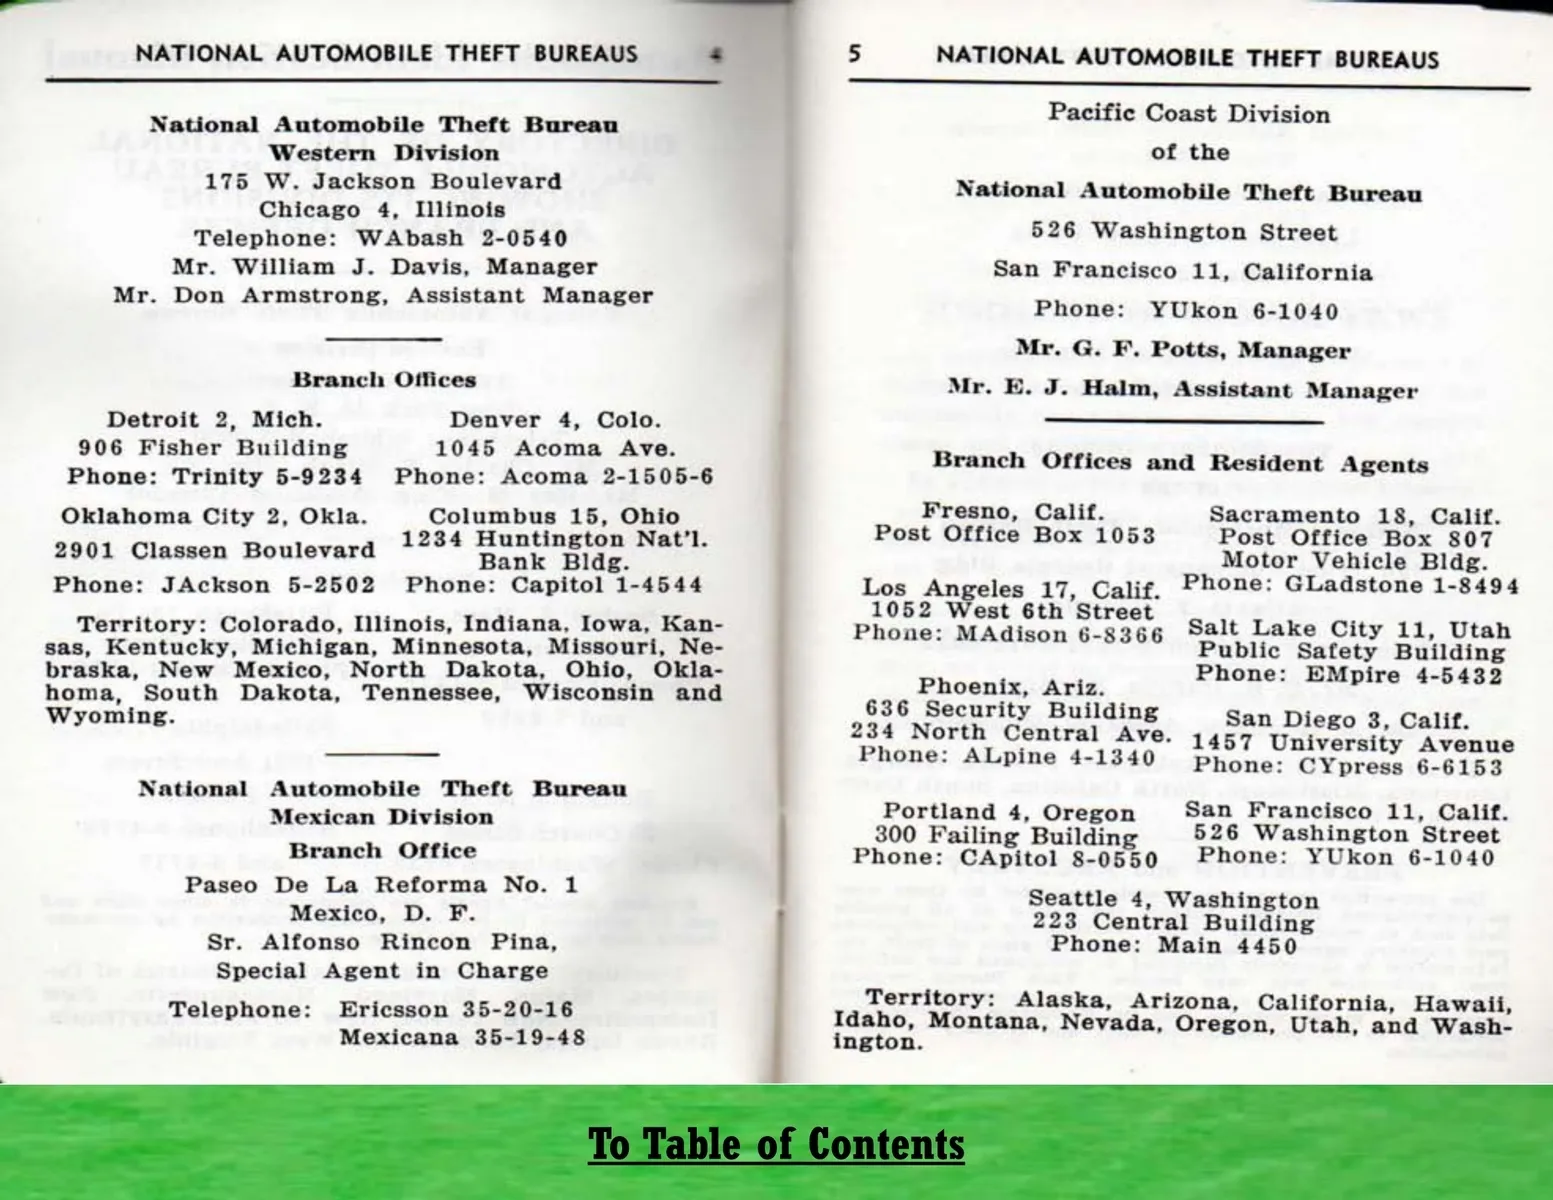 NATIONAL AUTOMOBILE THEFT BUREAUS 4
National Automobile Theft Bureau
Western Division
175 W. Jackson Boulevard
Chicago 4, Illinois
Telephone: WAbash 2-0540
Mr. William J. Davis, Manager
Mr. Don Armstrong, Assistant Manager
Branch Offices
Detroit 2, Mich.
906 Fisher Building
Phone: Trinity 5-9234
Denver 4, Colo.
1045 Acoma Ave.
Phone: Acoma 2-1505-6
Oklahoma City 2, Okla.
2901 Classen Boulevard
Phone: JAckson 5-2502
Columbus 15, Ohio
1234 Huntington Nat'l.
Bank Bldg.
Phone: Capitol 1-4544
Territory: Colorado, Illinois, Indiana, Iowa, Kan-
sas, Kentucky, Michigan, Minnesota, Missouri, Ne-
braska, New Mexico, North Dakota, Ohio, Okla-
homa, South Dakota, Tennessee, Wisconsin and
Wyoming.
National Automobile Theft Bureau
Mexican Division
Branch Office
Paseo De La Reforma No. 1
Mexico, D. F.
Sr. Alfonso Rincon Pina,
Special Agent in Charge
Telephone: Ericsson 35-20-16
Mexicana 35-19-48
5 NATIONAL AUTOMOBILE THEFT BUREAUS
Pacific Coast Division
of the
National Automobile Theft Bureau
526 Washington Street
San Francisco 11, California
Phone: YUkon 6-1040
Mr. G. F. Potts, Manager
Mr. E. J. Halm, Assistant Manager
Branch Offices and Resident Agents
Fresno, Calif.
Post Office Box 1053
Los Angeles 17, Calif.
1052 West 6th Street
Phone: MAdison 6-8366
Phoenix, Ariz.
636 Security Building
234 North Central Ave.
Phone: ALpine 4-1340
Portland 4, Oregon
300 Failing Building
Phone: CApitol 8-0550
Sacramento 18, Calif.
Post Office Box 807
Motor Vehicle Bldg.
Phone: GLadstone 1-8494
Salt Lake City 11, Utah
Public Safety Building
Phone: EMpire 4-5432
San Diego 3, Calif.
1457 University Avenue
Phone: CYpress 6-6153
San Francisco 11, Calif.
526 Washington Street
Phone: YUkon 6-1040
Seattle 4, Washington
223 Central Building
Phone: Main 4450
Territory: Alaska, Arizona, California, Hawaii,
Idaho, Montana, Nevada, Oregon, Utah, and Wash-
ington.
To Table of Contents